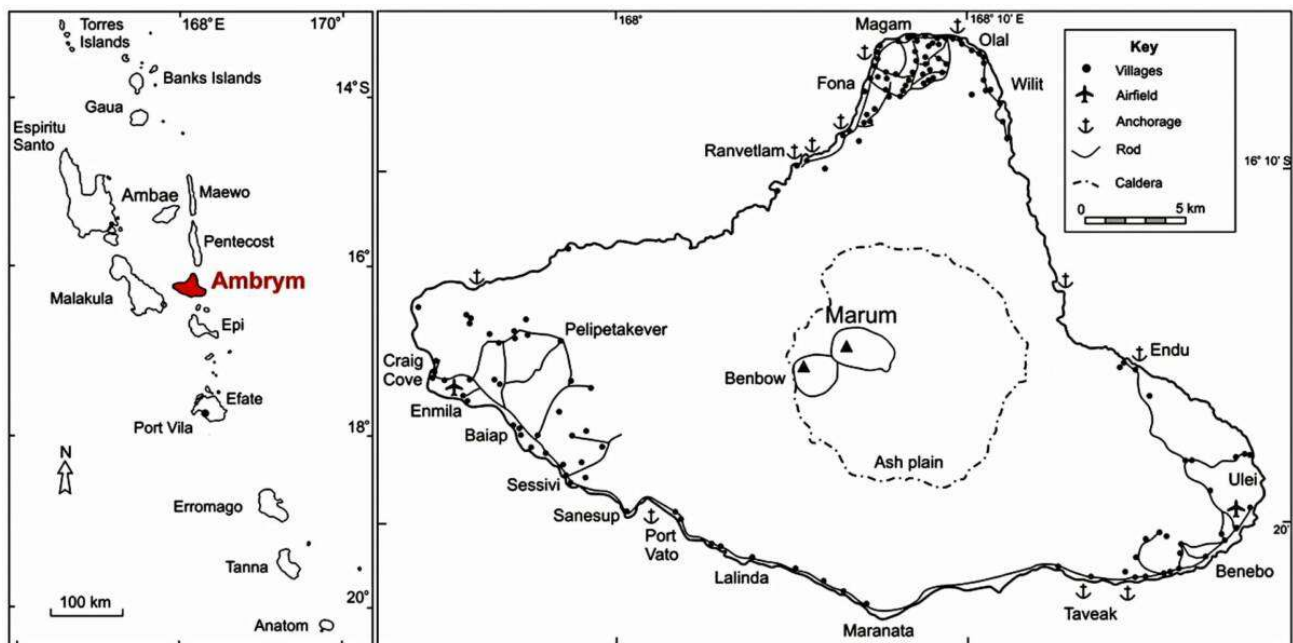 168° E
170°
Torres
Islands
Banks Islands
14° S
Gaua
Espiritu
Santo
Ambae
Maewo
Pentecost
16°
Ambrym
Malakula
Epi
Efate
Port Vila
18°
N
Erromago
Tanna
100 km
20°
Anatom
168°
168° 10' E
Magam
Olal
Fona
Wilit
Ranvetlam
16° 10' S
Key
Villages
Airfield
Anchorage
Rod
Caldera
0 5 km
Marum
Benbow
Pelipetakever
Craig
Cove
Endu
Enmila
Baiap
Ash plain
Sessivi
Ulei
Sanesup
20'
Port
Vato
Lalinda
Benebo
Taveak
Maranata